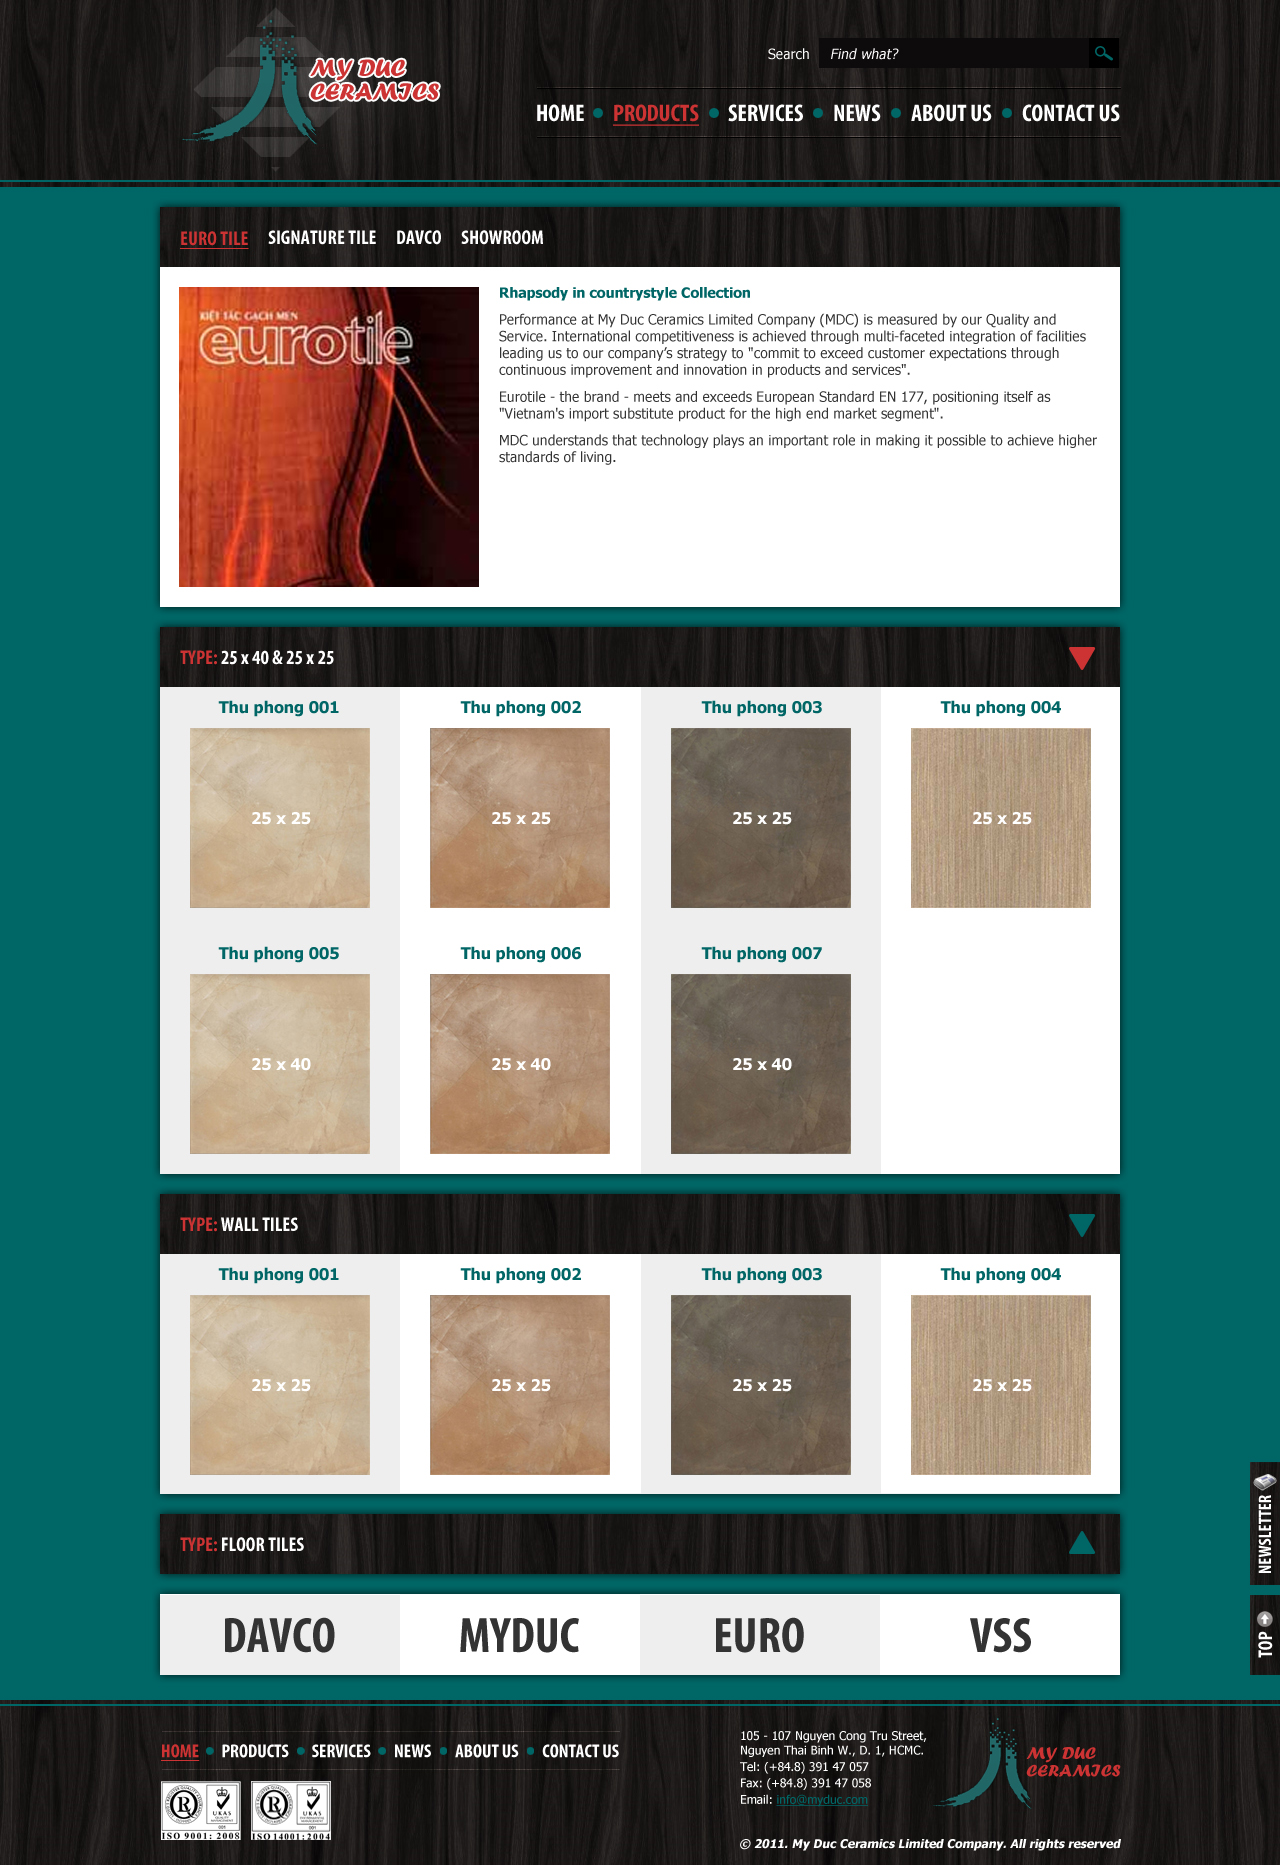 MY DUC
CERAMICS
Search
Find what?
HOME
PRODUCTS
SERVICES
NEWS
ABOUT US
CONTACT US
EURO TILE
SIGNATURE TILE
DAVCO
SHOWROOM
KIỆT TÁC GẠCH MEN
eurotile
Rhapsody in countrystyle Collection
Performance at My Duc Ceramics Limited Company (MDC) is measured by our Quality and
Service. International competitiveness is achieved through multi-faceted integration of facilities
leading us to our company’s strategy to "commit to exceed customer expectations through
continuous improvement and innovation in products and services".
Eurotile - the brand - meets and exceeds European Standard EN 177, positioning itself as
"Vietnam's import substitute product for the high end market segment".
MDC understands that technology plays an important role in making it possible to achieve higher
standards of living.
TYPE: 25 x 40 & 25 x 25
Thu phong 001
Thu phong 002
Thu phong 003
Thu phong 004
25 x 25
25 x 25
25 x 25
25 x 25
Thu phong 005
Thu phong 006
Thu phong 007
25 x 40
25 x 40
25 x 40
TYPE: WALL TILES
Thu phong 001
Thu phong 002
Thu phong 003
Thu phong 004
25 x 25
25 x 25
25 x 25
25 x 25
NEWSLETTER
TYPE: FLOOR TILES
TOP
DAVCO
MYDUC
EURO
VSS
HOME
PRODUCTS
SERVICES
NEWS
ABOUT US
CONTACT US
R
UKAS
001
ISO 9001: 2008
R
UKAS
001
ISO 14001:2004
105 - 107 Nguyen Cong Tru Street,
Nguyen Thai Binh W., D. 1, HCMC.
Tel: (+84.8) 391 47 057
Fax: (+84.8) 391 47 058
Email: info@myduc.com
MY DUC
CERAMICS
© 2011. My Duc Ceramics Limited Company. All rights reserved